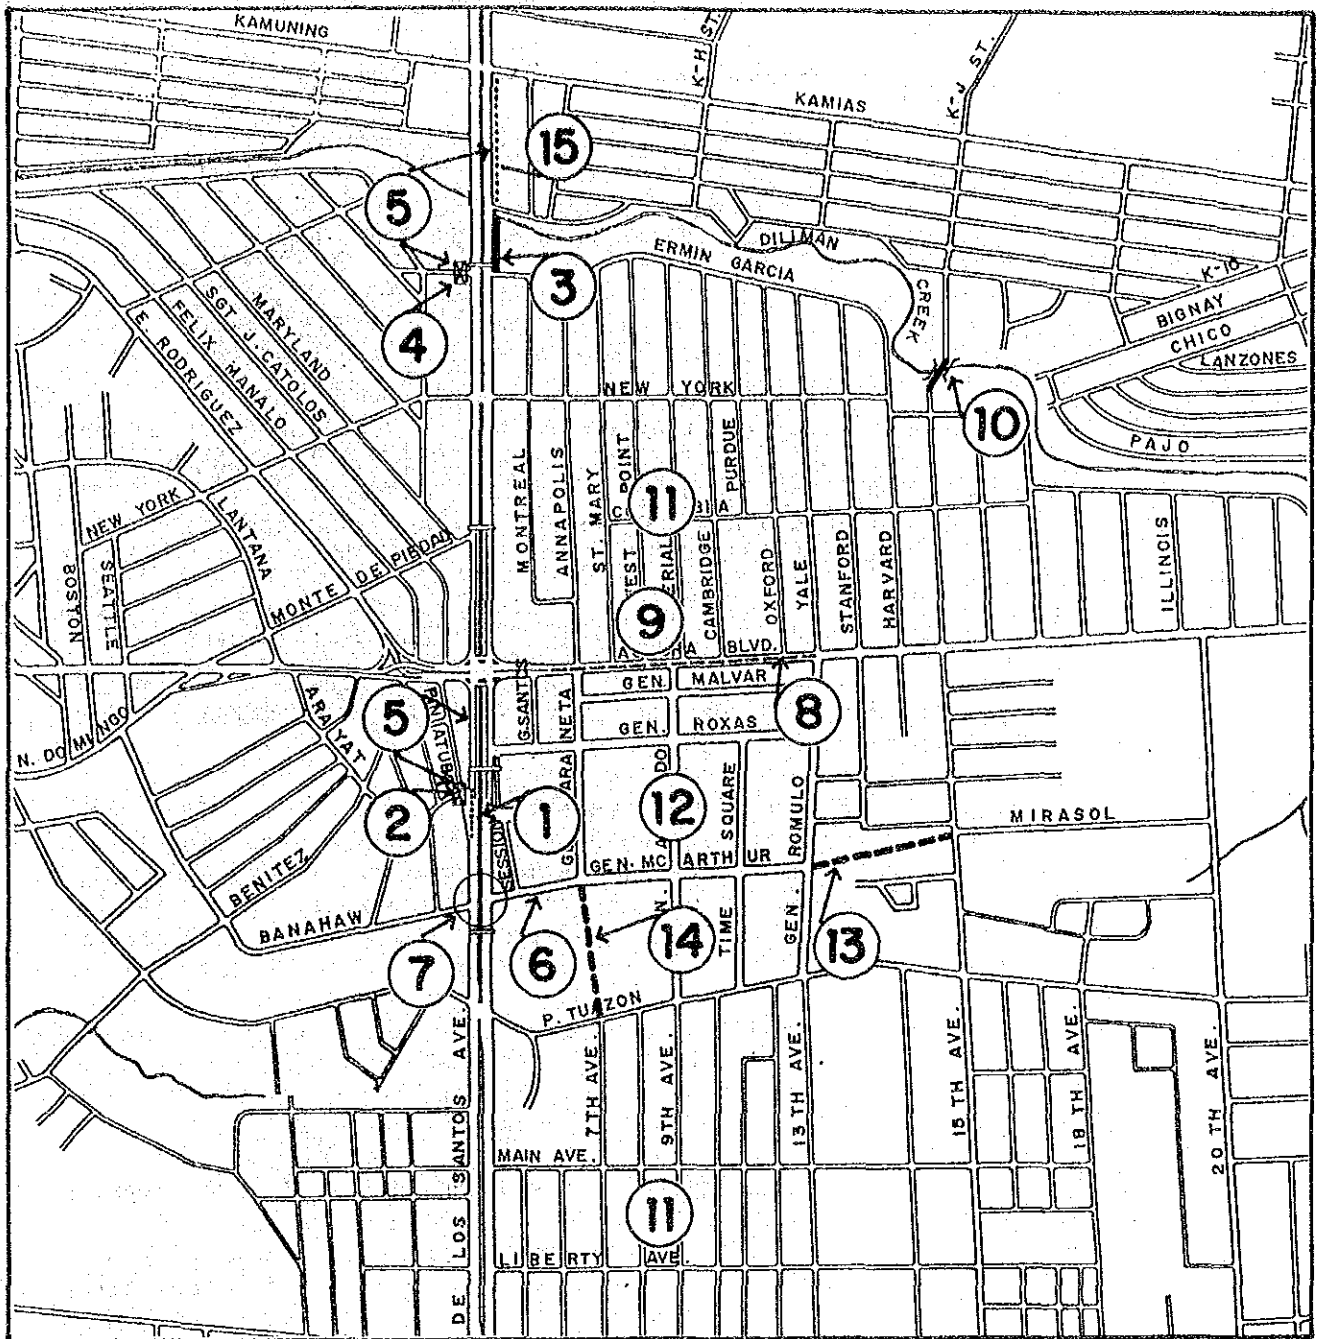 KAMUNING
K-H ST.
K-J ST.
KAMIAS
15
5
ERMIN GARCIA
DILIMAN
CREEK
3
4
K-10
BIGNAY
CHICO
LANZONES
PAJO
10
MARYLAND
SGT. J. CATOLOS
FELIX MANALO
E. RODRIGUEZ
NEW YORK
MONTREAL
ANNAPOLIS
ST. MARY
POINT
PURDUE
11
CAMBRIDGE
OXFORD
YALE
STANFORD
HARVARD
ILLINOIS
NEW YORK
LANTANA
MONTE DE PIEDAD
BOSTON
SEATTLE
9
BLVD.
GEN. MALVAR
GEN. ROXAS
8
N. DOMINGO
ARAYAT
5
G. SANTOS
2
1
12
SQUARE
ROMULO
MIRASOL
SESSION
GEN. MC ARTHUR
BENITEZ
BANAHAW
7
6
14
TIME
GEN.
13
P. TUAZON
DE LOS SANTOS AVE.
7TH AVE.
9TH AVE.
13TH AVE.
15TH AVE.
18TH AVE.
20TH AVE.
MAIN AVE.
11
LIBERTY AVE.